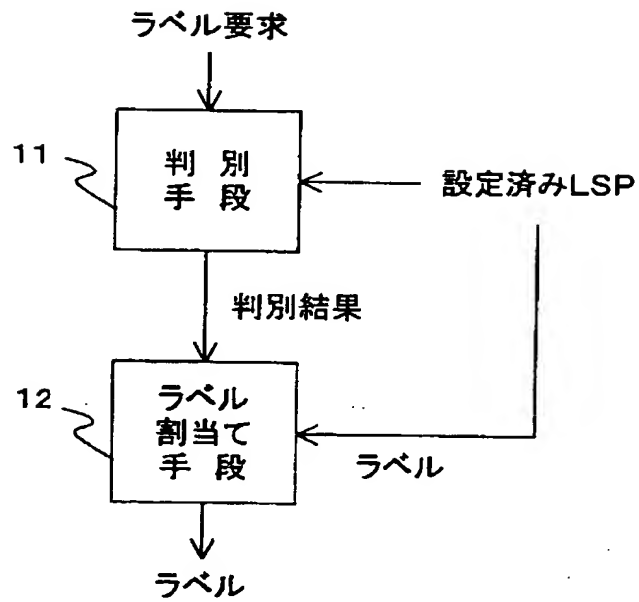 ラベル要求
11
判 別
手 段
設定済みLSP
判別結果
12
ラベル
割当て
手 段
ラベル
ラベル